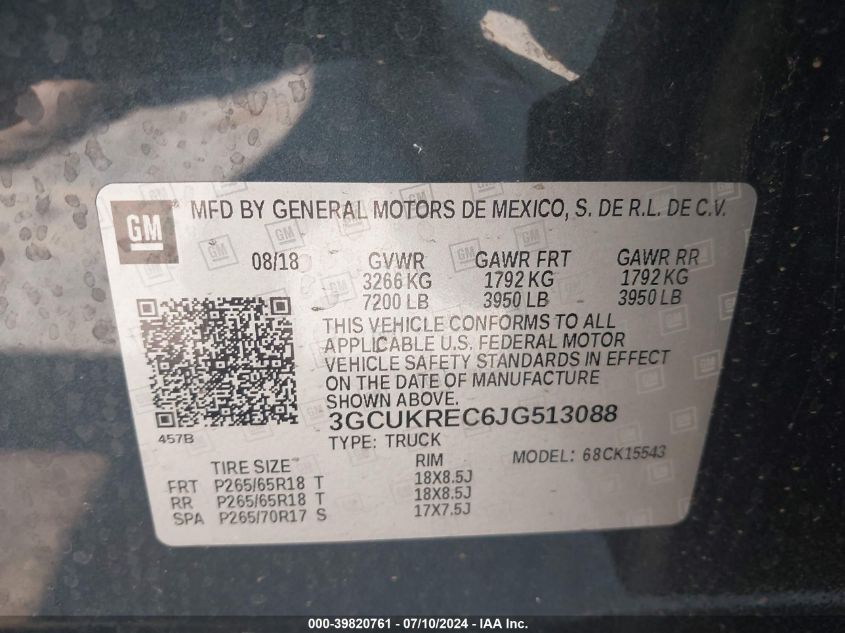 GM MFD BY GENERAL MOTORS DE MEXICO, S. DE R.L. DE C.V.
08/18 GVWR GAWR FRT GAWR RR
3266 KG 1792 KG 1792 KG
7200 LB 3950 LB 3950 LB
THIS VEHICLE CONFORMS TO ALL
APPLICABLE U.S. FEDERAL MOTOR
VEHICLE SAFETY STANDARDS IN EFFECT
ON THE DATE OF MANUFACTURE
SHOWN ABOVE.
3GCUKREC6JG513088
457B
TYPE: TRUCK
MODEL: 68CK15543
TIRE SIZE RIM
FRT P265/65R18 T 18X8.5J
RR P265/65R18 T 18X8.5J
SPA P265/70R17 S 17X7.5J
000-39820761 - 07/10/2024 - IAA Inc.